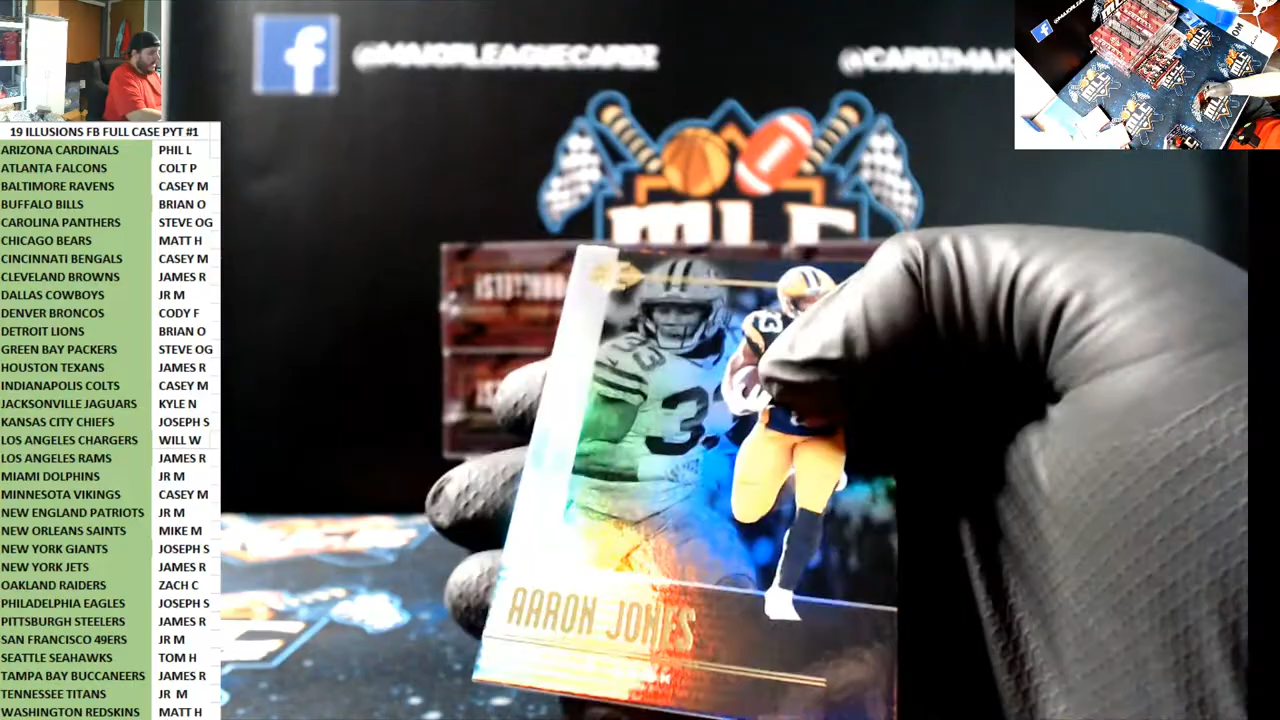 @MAJORLEAGUECARDZ
19 ILLUSIONS FB FULL CASE PYT #1
ARIZONA CARDINALS PHIL L
ATLANTA FALCONS COLT P
BALTIMORE RAVENS CASEY M
BUFFALO BILLS BRIAN O
CAROLINA PANTHERS STEVE OG
CHICAGO BEARS MATT H
CINCINNATI BENGALS CASEY M
CLEVELAND BROWNS JAMES R
DALLAS COWBOYS JR M
DENVER BRONCOS CODY F
DETROIT LIONS BRIAN O
GREEN BAY PACKERS STEVE OG
HOUSTON TEXANS JAMES R
INDIANAPOLIS COLTS CASEY M
JACKSONVILLE JAGUARS KYLE N
KANSAS CITY CHIEFS JOSEPH S
LOS ANGELES CHARGERS WILL W
LOS ANGELES RAMS JAMES R
MIAMI DOLPHINS JR M
MINNESOTA VIKINGS CASEY M
NEW ENGLAND PATRIOTS JR M
NEW ORLEANS SAINTS MIKE M
NEW YORK GIANTS JOSEPH S
NEW YORK JETS JAMES R
OAKLAND RAIDERS ZACH C
PHILADELPHIA EAGLES JOSEPH S
PITTSBURGH STEELERS JAMES R
SAN FRANCISCO 49ERS JR M
SEATTLE SEAHAWKS TOM H
TAMPA BAY BUCCANEERS JAMES R
TENNESSEE TITANS JR M
WASHINGTON REDSKINS MATT H
@CARDZMAJO
MLC
33
33
AARON JONES